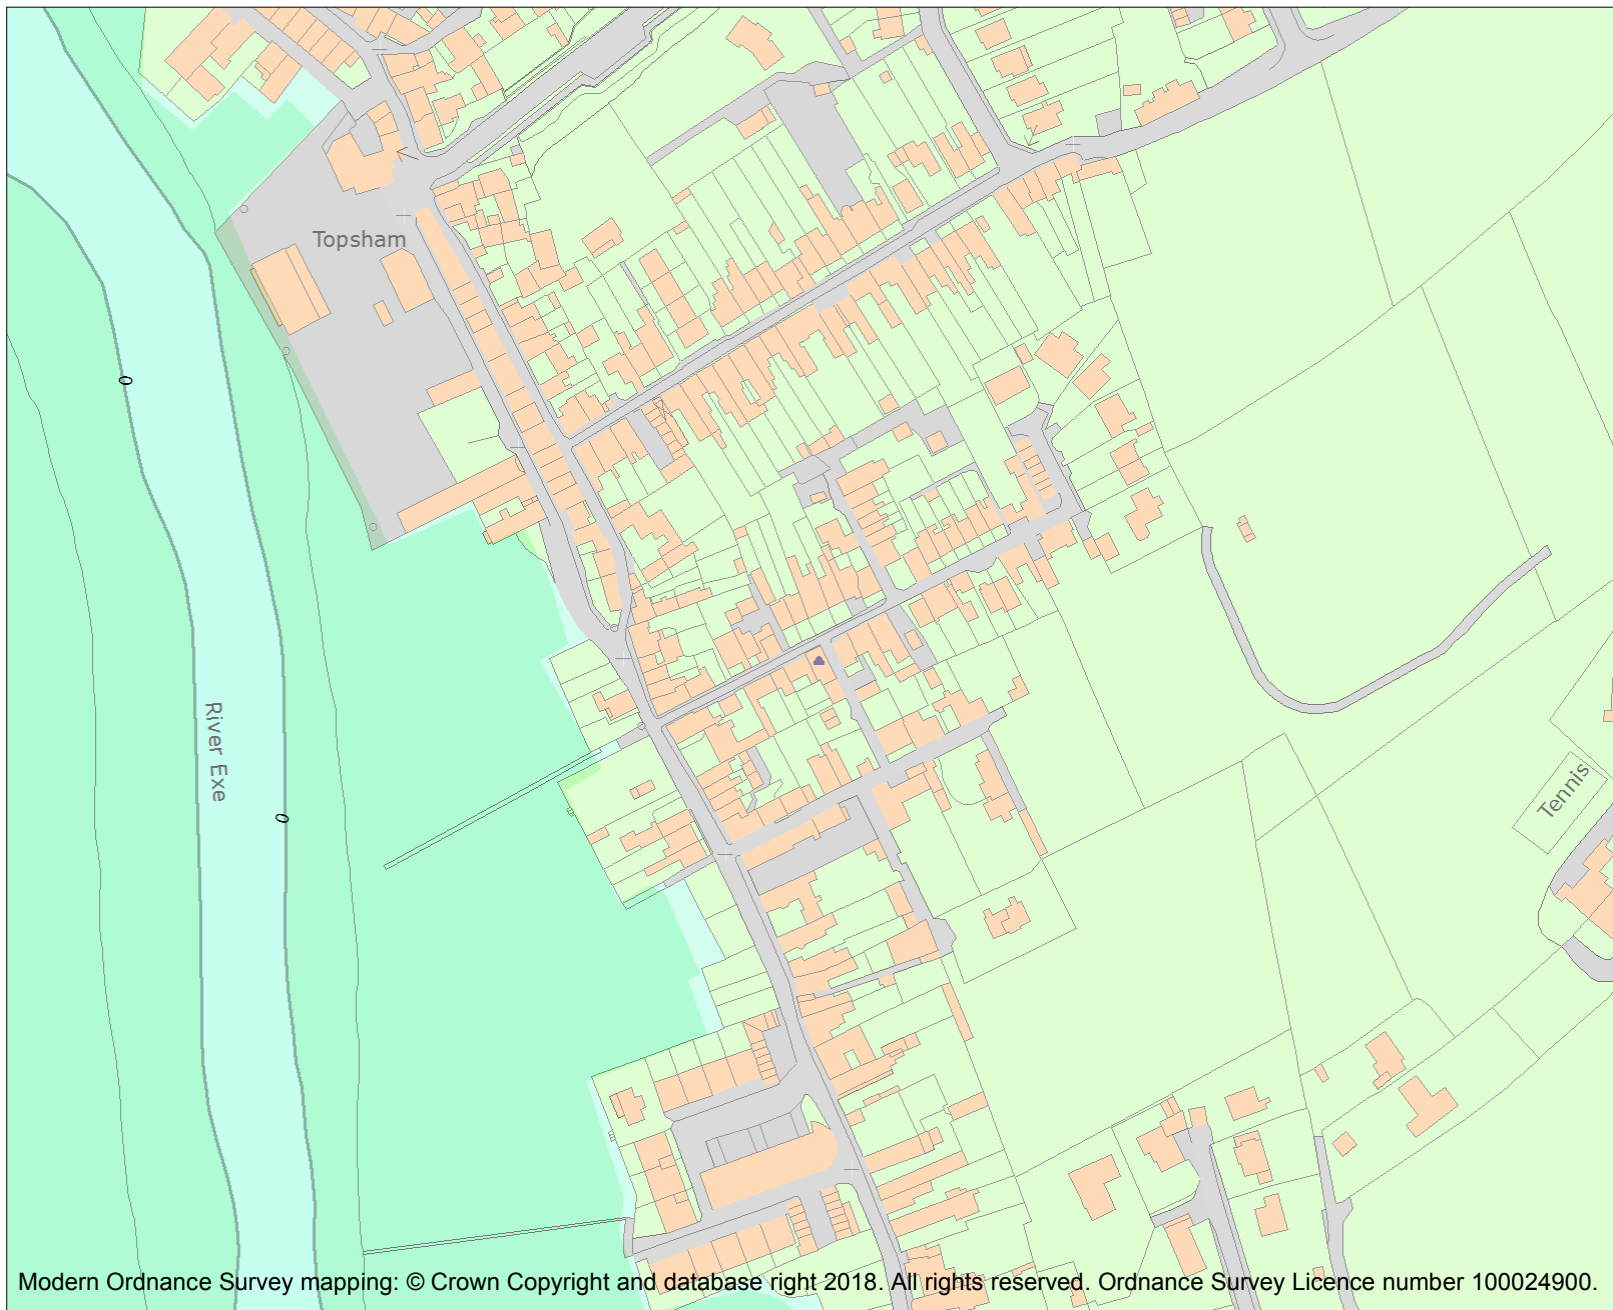 Topsham
0
River Exe
0
Tennis
Modern Ordnance Survey mapping: © Crown Copyright and database right 2018. All rights reserved. Ordnance Survey Licence number 100024900.